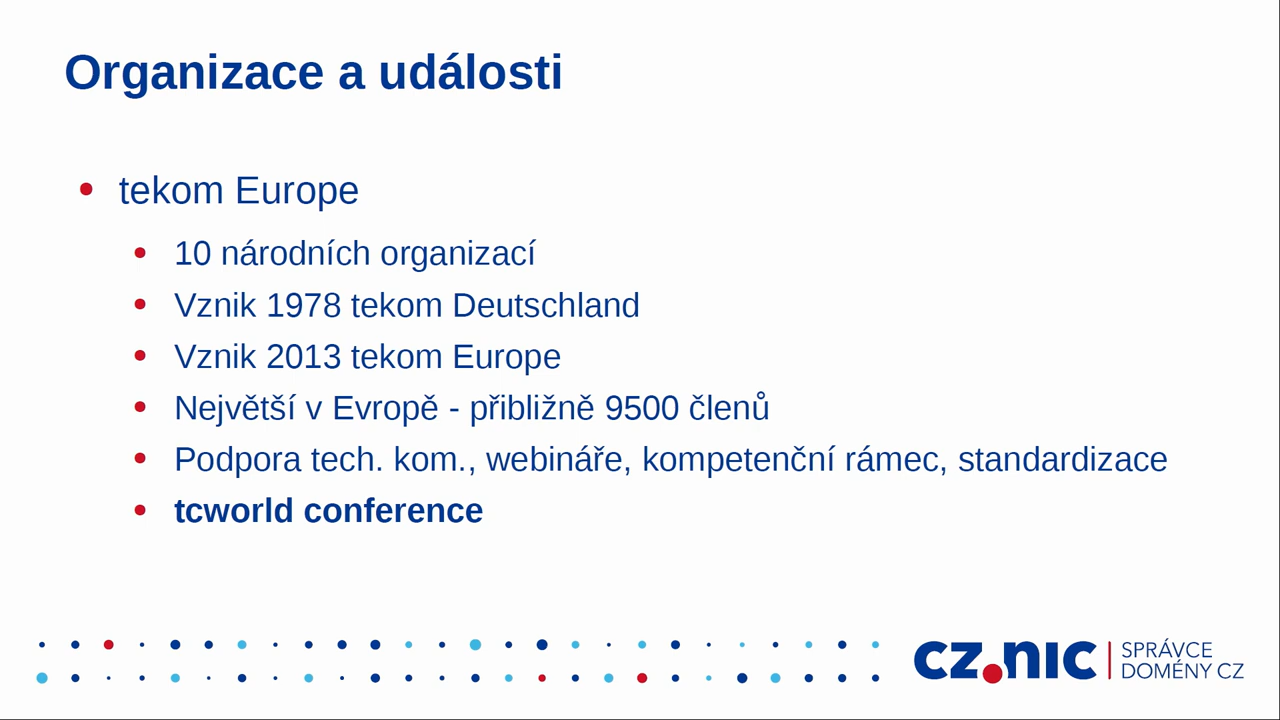 Organizace a události
tekom Europe
10 národních organizací
Vznik 1978 tekom Deutschland
Vznik 2013 tekom Europe
Největší v Evropě - přibližně 9500 členů
Podpora tech. kom., webináře, kompetenční rámec, standardizace
tcworld conference
CZ.NIC
SPRÁVCE
DOMÉNY CZ